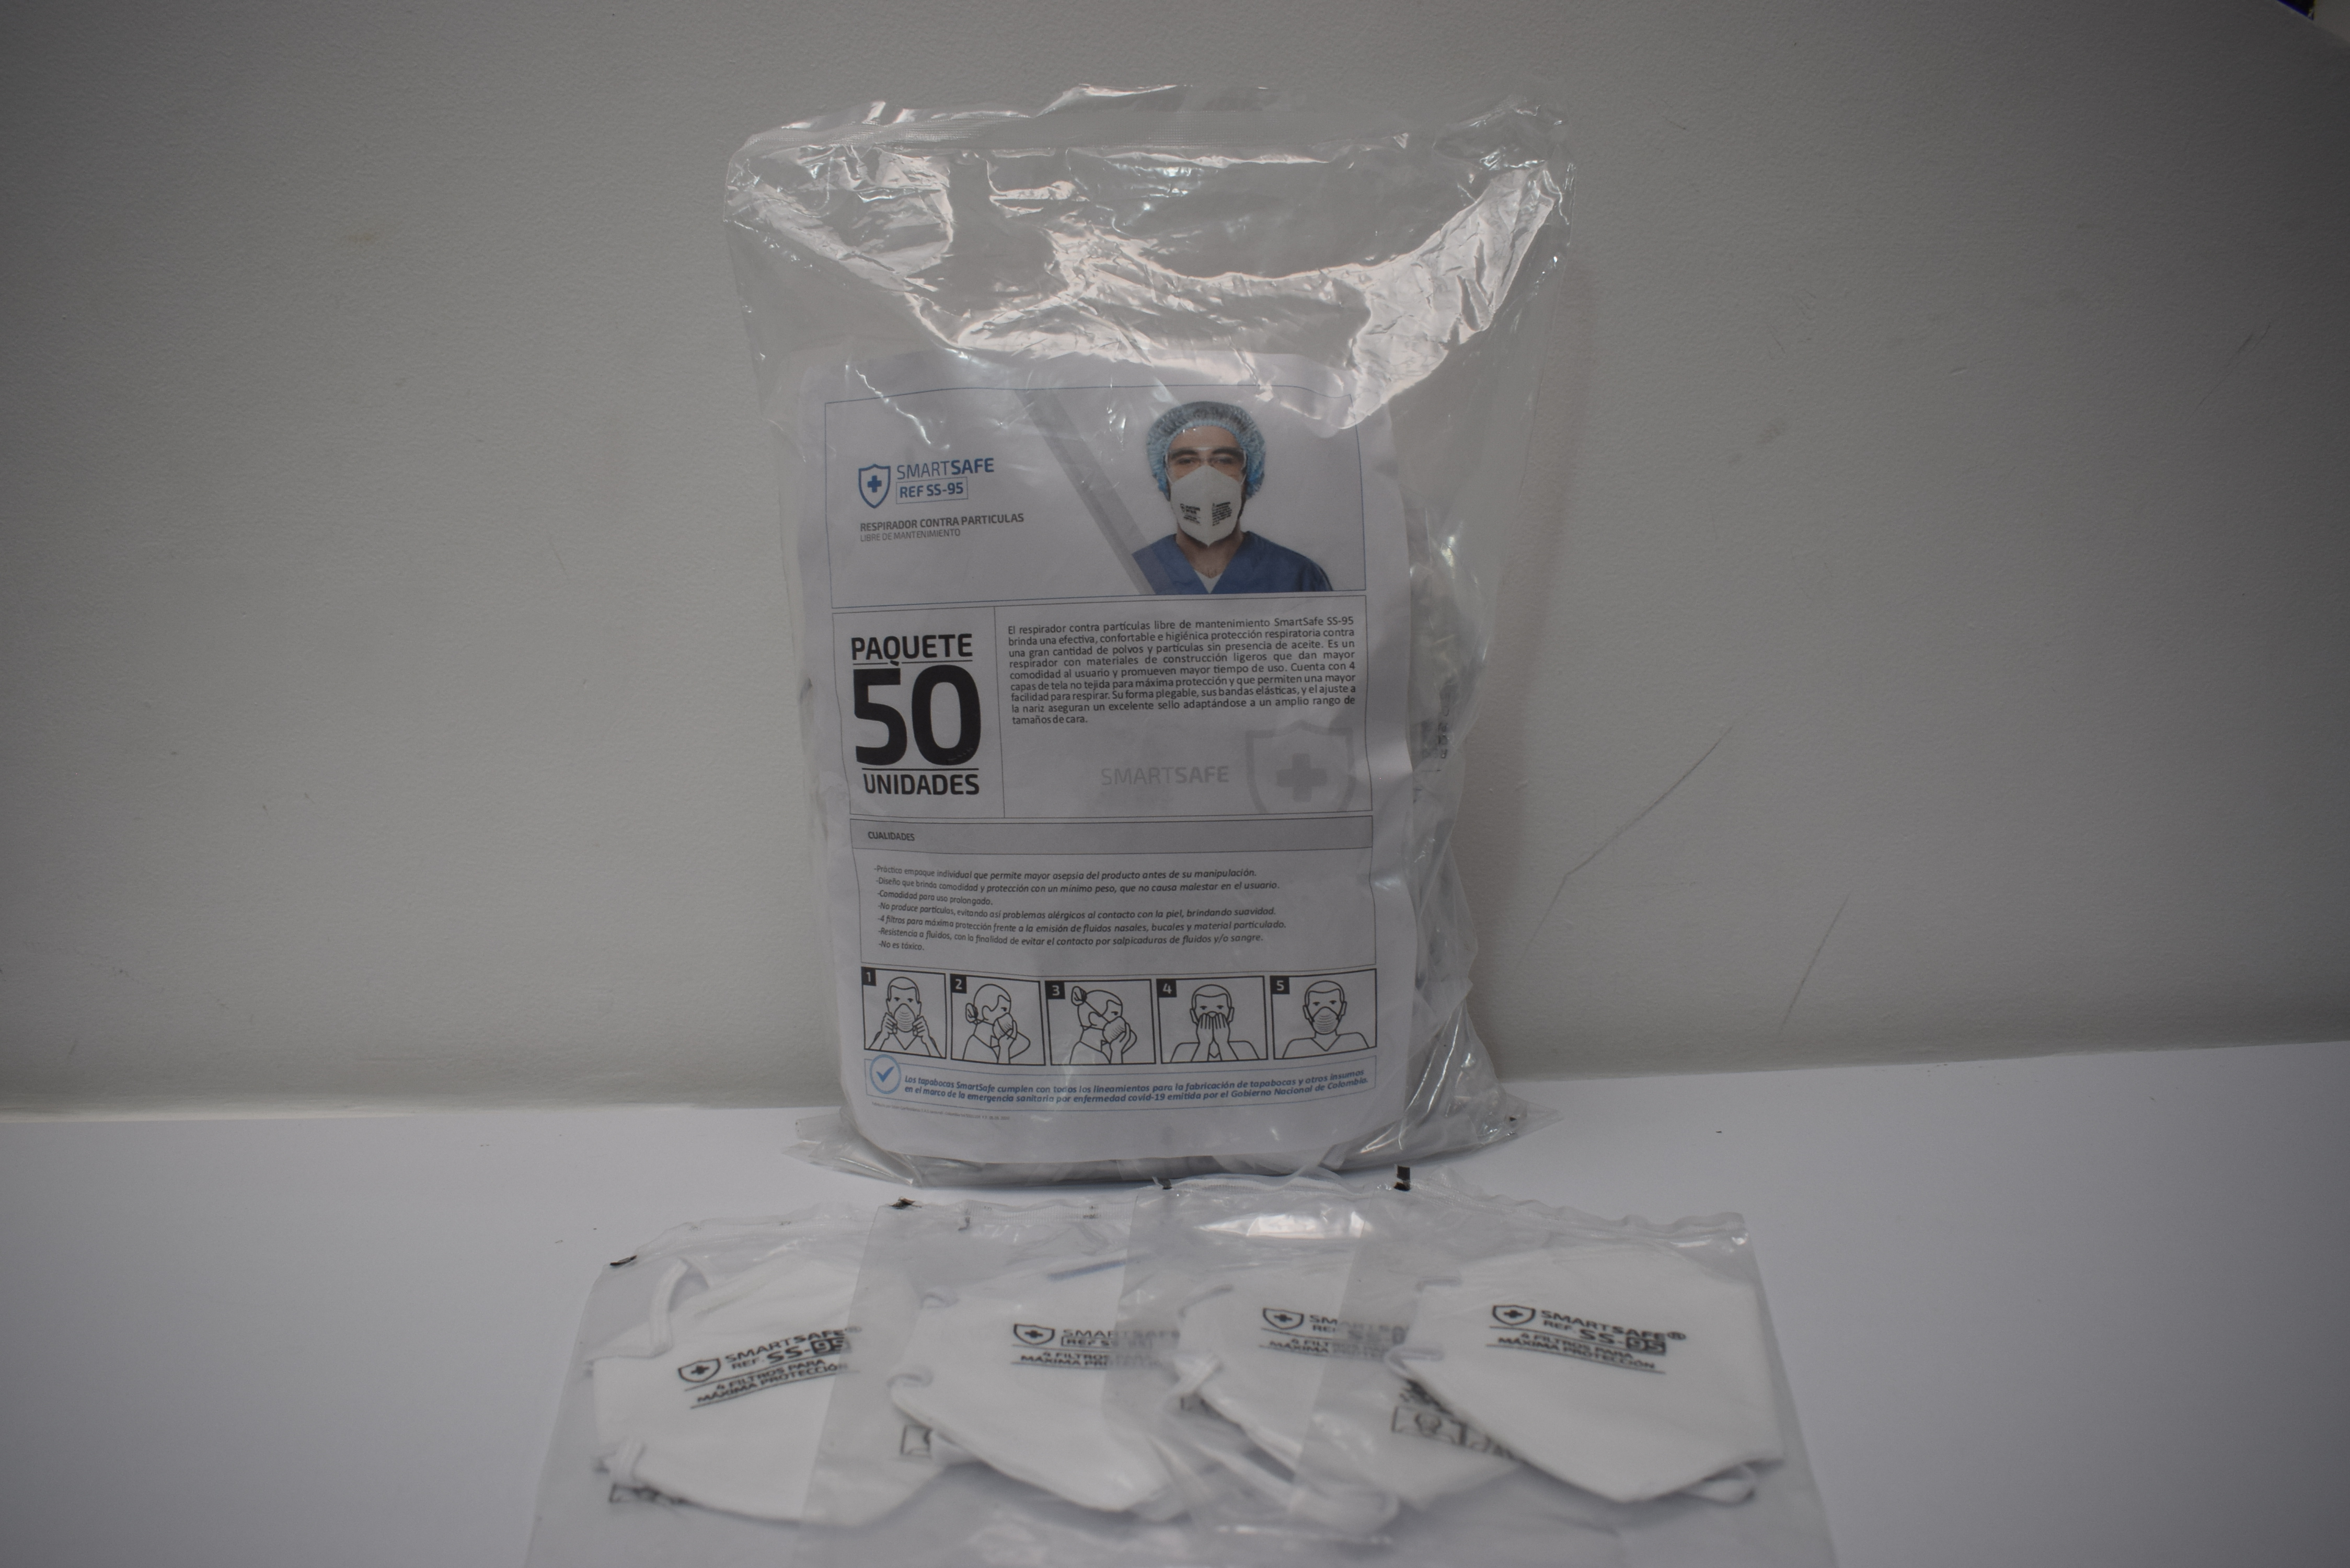 SMARTSAFE
REF SS-95
RESPIRADOR CONTRA PARTICULAS
LIBRE DE MANTENIMIENTO
PAQUETE
50
UNIDADES
El respirador contra partículas libre de mantenimiento SmartSafe SS-95
brinda una efectiva, confortable e higiénica protección respiratoria contra
una gran cantidad de polvos y partículas sin presencia de aceite. Es un
respirador con materiales de construcción ligeros que dan mayor
comodidad al usuario y promueven mayor tiempo de uso. Cuenta con 4
capas de tela no tejida para máxima protección y que permiten una mayor
facilidad para respirar. Su forma plegable, sus bandas elásticas, y el ajuste a
la nariz aseguran un excelente sello adaptándose a un amplio rango de
tamaños de cara.
SMARTSAFE
CUALIDADES
-Práctico empaque individual que permite mayor asepsia del producto antes de su manipulación.
-Diseño que brinda comodidad y protección con un mínimo peso, que no causa malestar en el usuario.
-Comodidad para uso prolongado.
-No produce partículas, evitando así problemas alérgicos al contacto con la piel, brindando suavidad.
-4 filtros para máxima protección frente a la emisión de fluidos nasales, bucales y material particulado.
-Resistencia a fluidos, con la finalidad de evitar el contacto por salpicaduras de fluidos y/o sangre.
-No es tóxico.
1
2
3
4
5
Los tapabocas SmartSafe cumplen con todos los lineamientos para la fabricación de tapabocas y otros insumos
en el marco de la emergencia sanitaria por enfermedad covid-19 emitida por el Gobierno Nacional de Colombia.
SMARTSAFE®
REF. SS-95
4 FILTROS PARA
MÁXIMA PROTECCIÓN
SMARTSAFE
REF SS-95
4 FILTROS
MÁXIMA
SMARTSAFE®
REF. SS-95
4 FILTROS PARA
MÁXIMA PROTECCIÓN